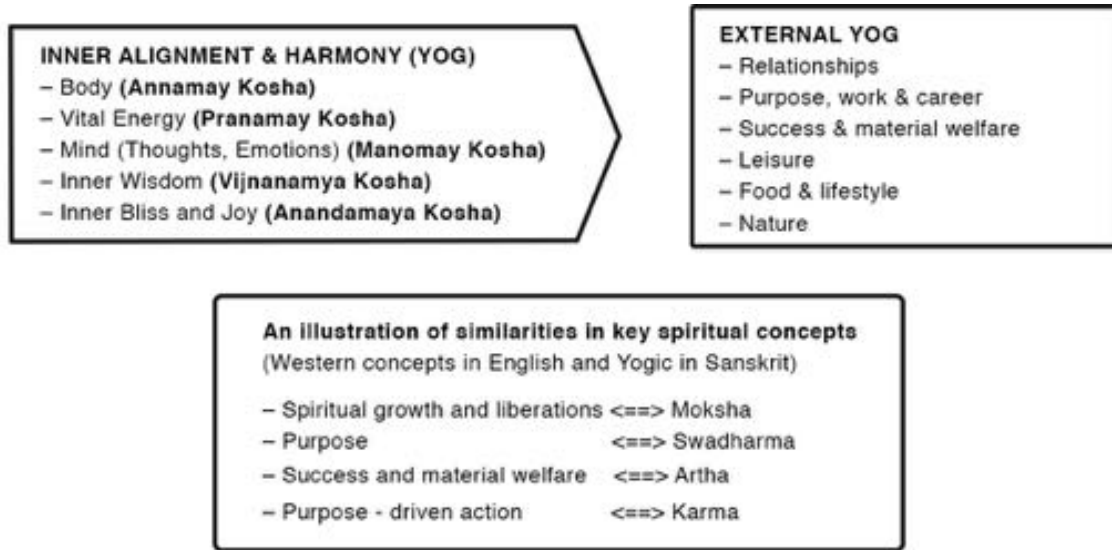 INNER ALIGNMENT & HARMONY (YOG)
– Body (Annamay Kosha)
– Vital Energy (Pranamay Kosha)
– Mind (Thoughts, Emotions) (Manomay Kosha)
– Inner Wisdom (Vijnanamya Kosha)
– Inner Bliss and Joy (Anandamaya Kosha)
EXTERNAL YOG
– Relationships
– Purpose, work & career
– Success & material welfare
– Leisure
– Food & lifestyle
– Nature
An illustration of similarities in key spiritual concepts
(Western concepts in English and Yogic in Sanskrit)
– Spiritual growth and liberations <==> Moksha
– Purpose <==> Swadharma
– Success and material welfare <==> Artha
– Purpose - driven action <==> Karma